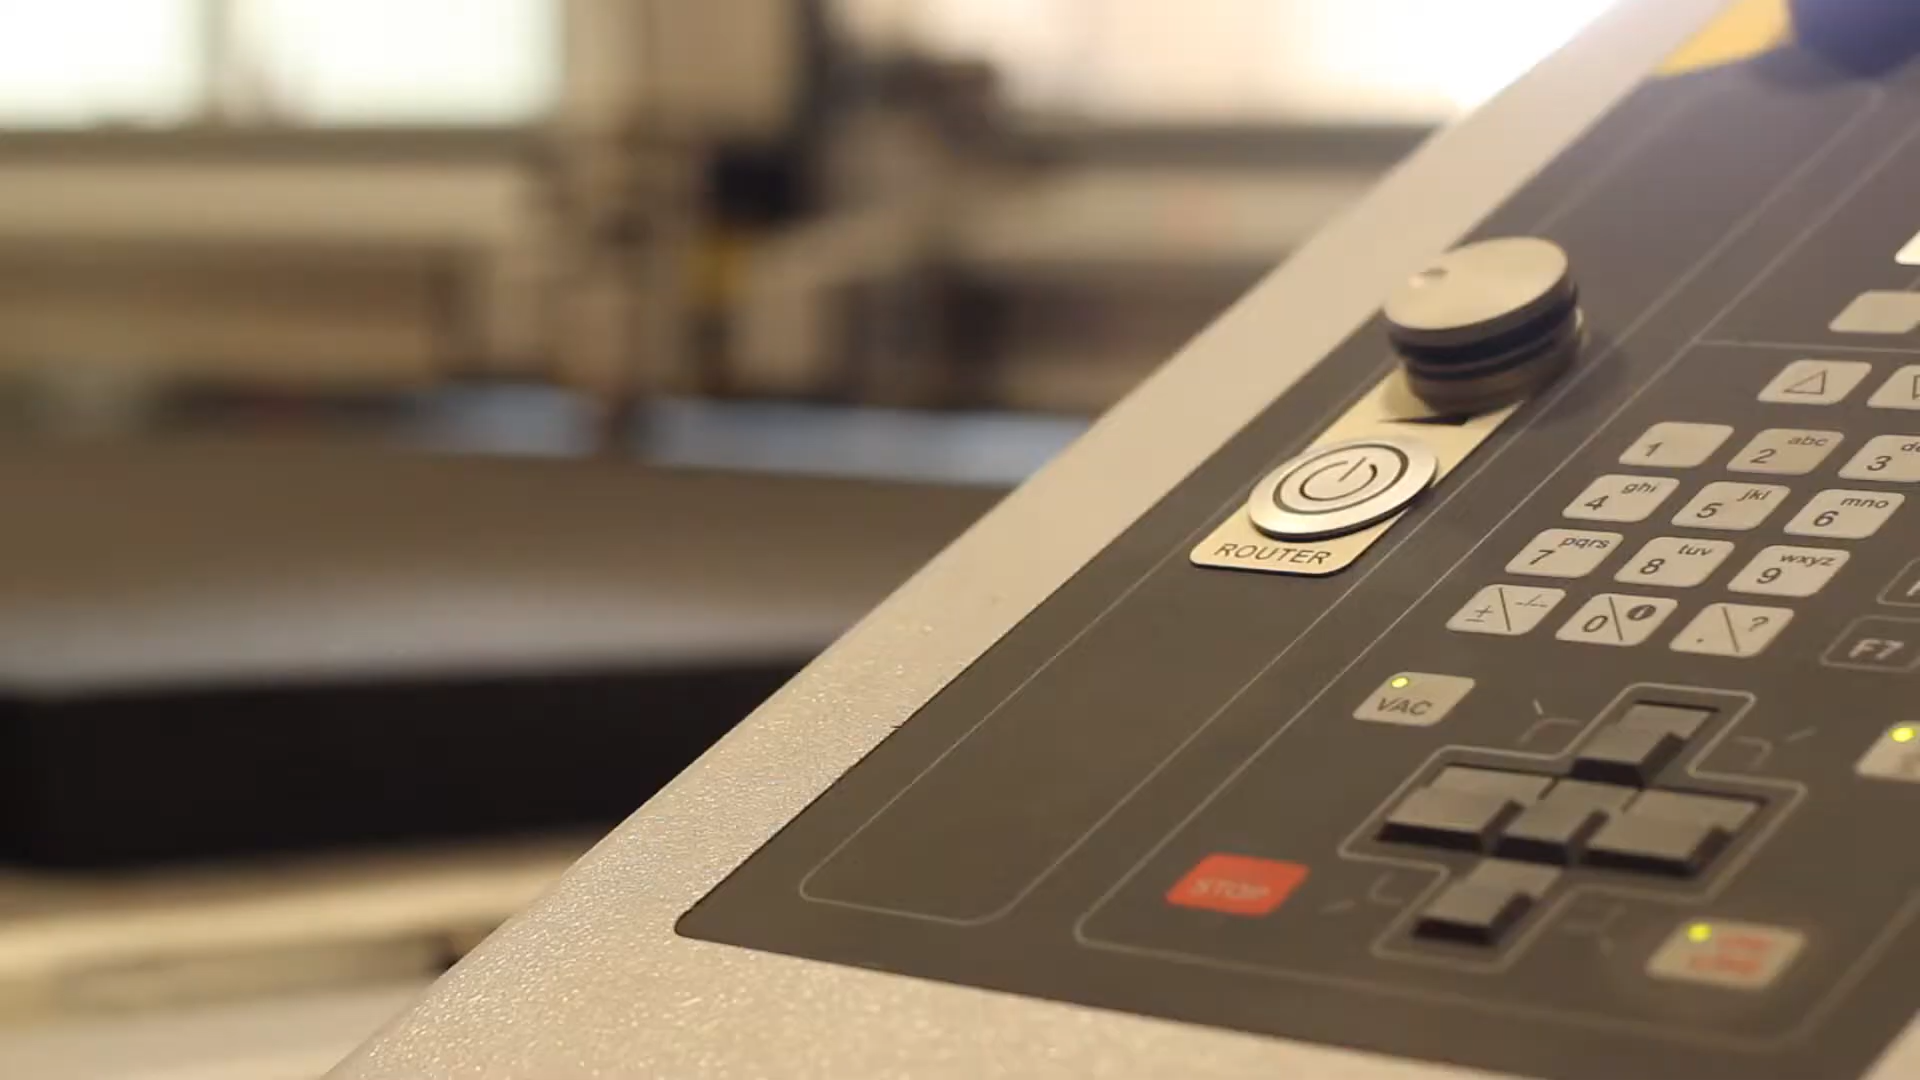 ROUTER
1
2 abc
3
4 ghi
5 jkl
6 mno
7 pqrs
8 tuv
9 wxyz
±\-/--
0\
.\?
F7
VAC
STOP